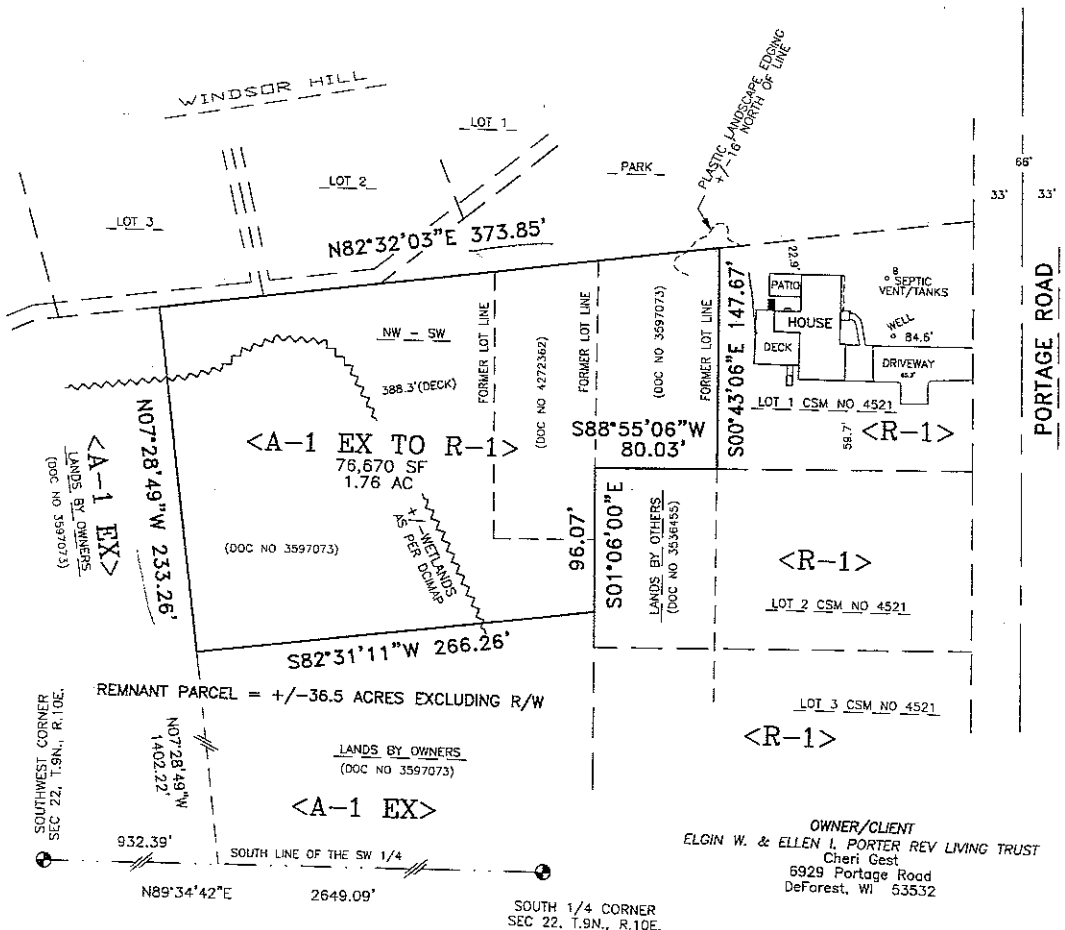 WINDSOR HILL
LOT 1
LOT 2
LOT 3
PARK
PLASTIC LANDSCAPE EDGING
+/-16' NORTH OF LINE
66'
33'
33'
PORTAGE ROAD
N82°32'03"E 373.85'
22.9'
8
SEPTIC
VENT/TANKS
PATIO
HOUSE
WELL
84.6'
DECK
DRIVEWAY
LOT 1 CSM NO 4521
59.7'
<R-1>
NW - SW
388.3'(DECK)
FORMER LOT LINE
(DOC NO 4272362)
FORMER LOT LINE
(DOC NO 3597073)
FORMER LOT LINE
S00°43'06"E 147.67'
<A-1 EX TO R-1>
76,670 SF
1.76 AC
S88°55'06"W
80.03'
N07°28'49"W 233.26'
<A-1 EX>
LANDS BY OWNERS
(DOC NO 3597073)
(DOC NO 3597073)
+/-WETLANDS
AS PER DCIMAP
96.07'
S01°06'00"E
LANDS BY OTHERS
(DOC NO 3536455)
<R-1>
LOT 2 CSM NO 4521
S82°31'11"W 266.26'
REMNANT PARCEL = +/-36.5 ACRES EXCLUDING R/W
LOT 3 CSM NO 4521
<R-1>
N07°28'49"W
1402.22'
LANDS BY OWNERS
(DOC NO 3597073)
<A-1 EX>
SOUTHWEST CORNER
SEC 22, T.9N., R.10E.
932.39'
SOUTH LINE OF THE SW 1/4
N89°34'42"E
2649.09'
SOUTH 1/4 CORNER
SEC 22, T.9N., R.10E.
OWNER/CLIENT
ELGIN W. & ELLEN I. PORTER REV LIVING TRUST
Cheri Gest
6929 Portage Road
DeForest, WI 53532